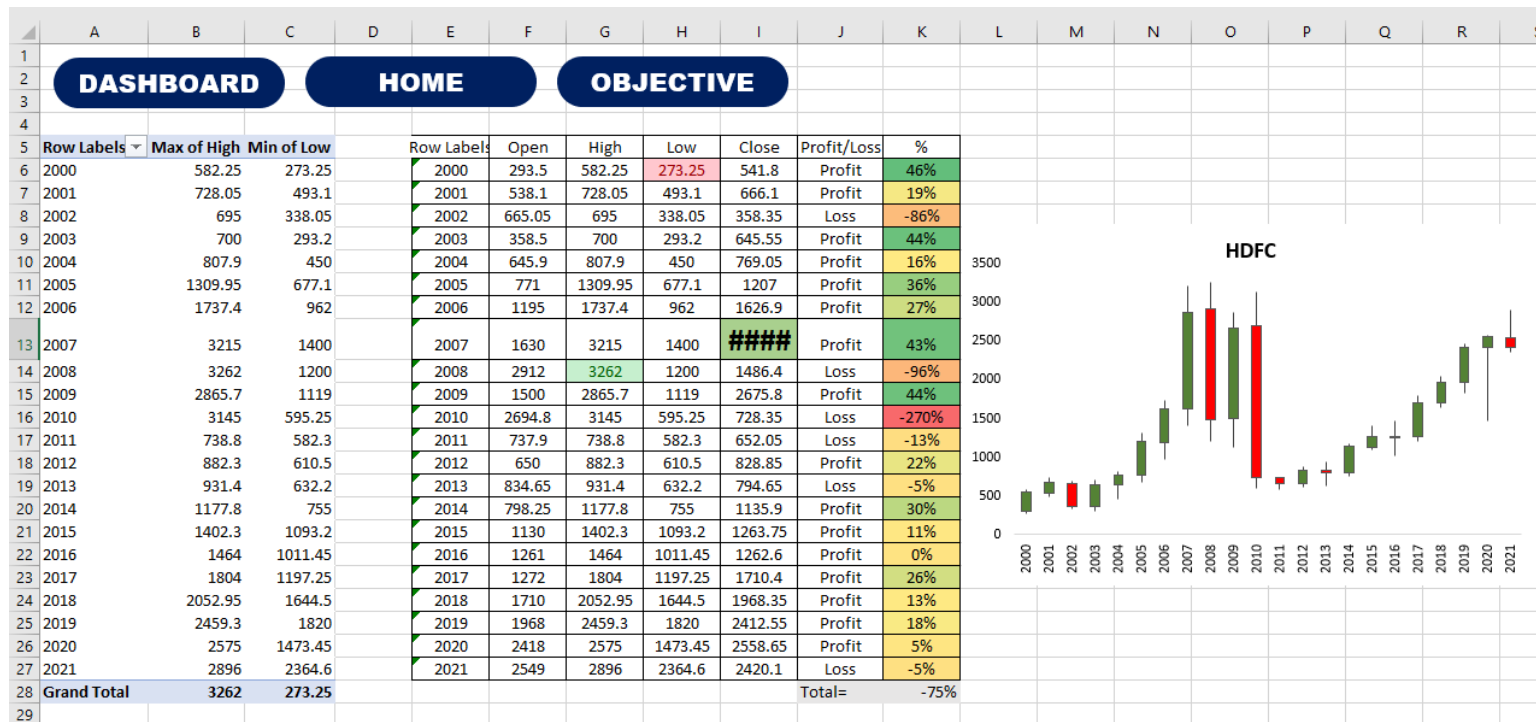 A B C D E F G H I J K L M N O P Q R
1
2 DASHBOARD HOME OBJECTIVE
3
4
5 Row Labels Max of High Min of Low Row Labels Open High Low Close Profit/Loss %
6 2000 582.25 273.25 2000 293.5 582.25 273.25 541.8 Profit 46%
7 2001 728.05 493.1 2001 538.1 728.05 493.1 666.1 Profit 19%
8 2002 695 338.05 2002 665.05 695 338.05 358.35 Loss -86%
9 2003 700 293.2 2003 358.5 700 293.2 645.55 Profit 44%
10 2004 807.9 450 2004 645.9 807.9 450 769.05 Profit 16%
11 2005 1309.95 677.1 2005 771 1309.95 677.1 1207 Profit 36%
12 2006 1737.4 962 2006 1195 1737.4 962 1626.9 Profit 27%
13 2007 3215 1400 2007 1630 3215 1400 #### Profit 43%
14 2008 3262 1200 2008 2912 3262 1200 1486.4 Loss -96%
15 2009 2865.7 1119 2009 1500 2865.7 1119 2675.8 Profit 44%
16 2010 3145 595.25 2010 2694.8 3145 595.25 728.35 Loss -270%
17 2011 738.8 582.3 2011 737.9 738.8 582.3 652.05 Loss -13%
18 2012 882.3 610.5 2012 650 882.3 610.5 828.85 Profit 22%
19 2013 931.4 632.2 2013 834.65 931.4 632.2 794.65 Loss -5%
20 2014 1177.8 755 2014 798.25 1177.8 755 1135.9 Profit 30%
21 2015 1402.3 1093.2 2015 1130 1402.3 1093.2 1263.75 Profit 11%
22 2016 1464 1011.45 2016 1261 1464 1011.45 1262.6 Profit 0%
23 2017 1804 1197.25 2017 1272 1804 1197.25 1710.4 Profit 26%
24 2018 2052.95 1644.5 2018 1710 2052.95 1644.5 1968.35 Profit 13%
25 2019 2459.3 1820 2019 1968 2459.3 1820 2412.55 Profit 18%
26 2020 2575 1473.45 2020 2418 2575 1473.45 2558.65 Profit 5%
27 2021 2896 2364.6 2021 2549 2896 2364.6 2420.1 Loss -5%
28 Grand Total 3262 273.25 Total= -75%
29
HDFC
3500
3000
2500
2000
1500
1000
500
0
2000 2001 2002 2003 2004 2005 2006 2007 2008 2009 2010 2011 2012 2013 2014 2015 2016 2017 2018 2019 2020 2021